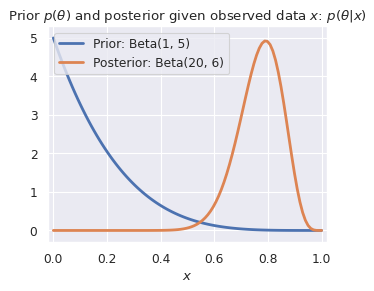 Prior p(θ) and posterior given observed data x: p(θ|x)
Prior: Beta(1, 5)
Posterior: Beta(20, 6)
5
4
3
2
1
0
0.0 0.2 0.4 0.6 0.8 1.0
x